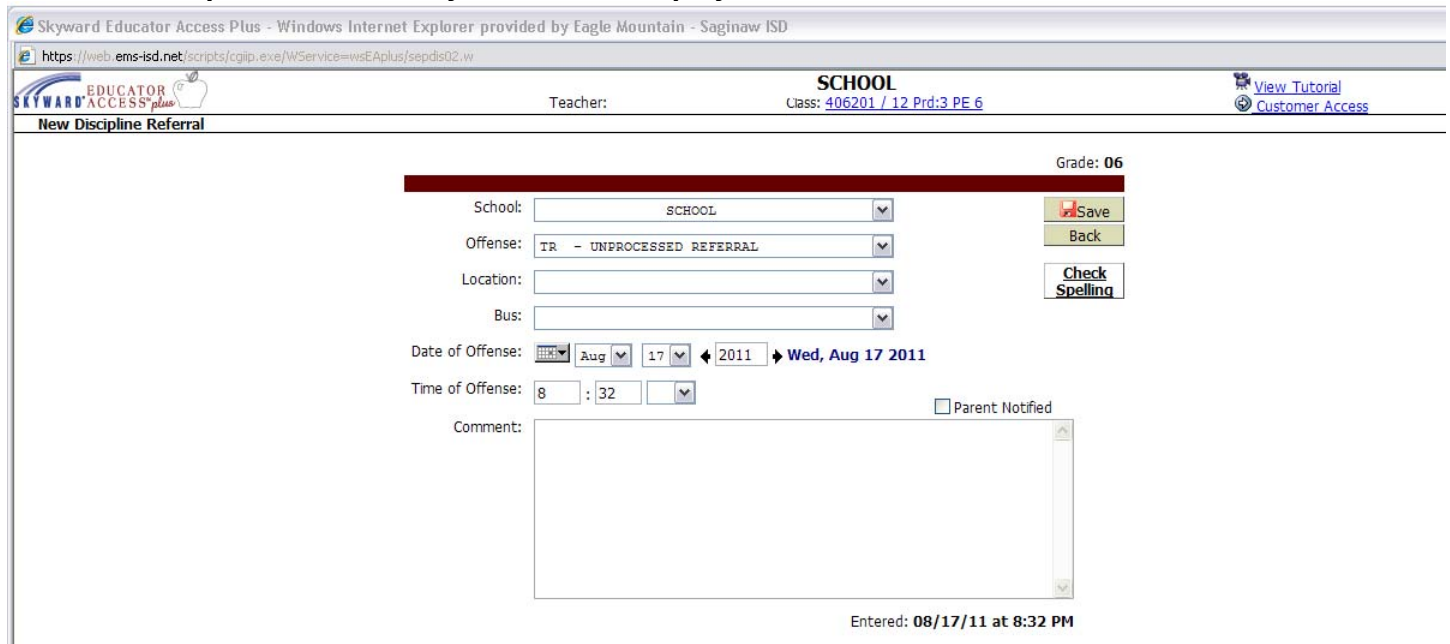 Skyward Educator Access Plus - Windows Internet Explorer provided by Eagle Mountain - Saginaw ISD
https://web.ems-isd.net/scripts/cgiip.exe/WService=wsEAplus/sepdis02.w
SKYWARD EDUCATOR ACCESS plus
Teacher:
SCHOOL
Class: 406201 / 12 Prd:3 PE 6
View Tutorial
Customer Access
New Discipline Referral
Grade: 06
School: SCHOOL
Save
Offense: TR - UNPROCESSED REFERRAL
Back
Location:
Check Spelling
Bus:
Date of Offense: Aug 17 2011 Wed, Aug 17 2011
Time of Offense: 8 : 32
Parent Notified
Comment:
Entered: 08/17/11 at 8:32 PM